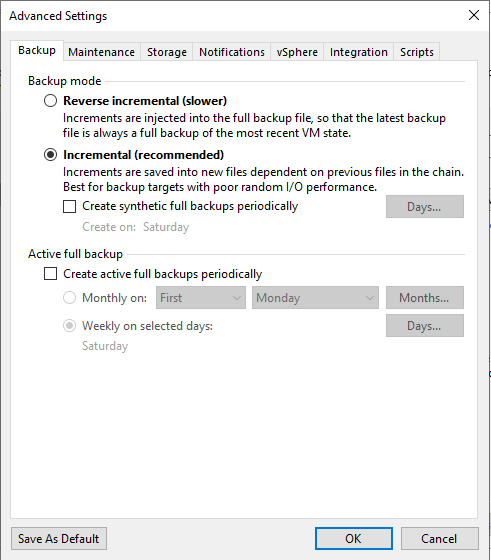 Advanced Settings
Backup Maintenance Storage Notifications vSphere Integration Scripts
Backup mode
Reverse incremental (slower)
Increments are injected into the full backup file, so that the latest backup
file is always a full backup of the most recent VM state.
Incremental (recommended)
Increments are saved into new files dependent on previous files in the chain.
Best for backup targets with poor random I/O performance.
Create synthetic full backups periodically Days...
Create on: Saturday
Active full backup
Create active full backups periodically
Monthly on: First Monday Months...
Weekly on selected days: Days...
Saturday
Save As Default OK Cancel